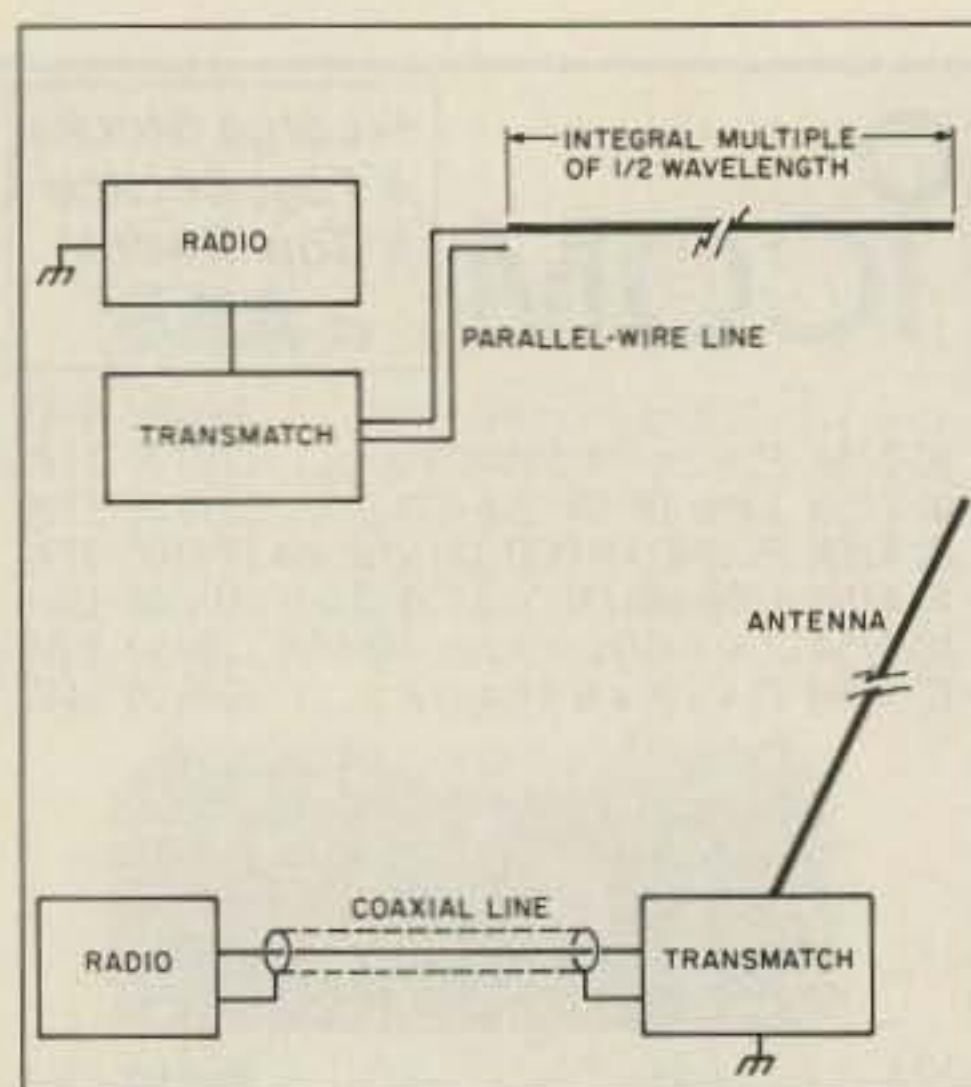 INTEGRAL MULTIPLE
OF 1/2 WAVELENGTH
RADIO
PARALLEL-WIRE LINE
TRANSMATCH
ANTENNA
COAXIAL LINE
RADIO
TRANSMATCH